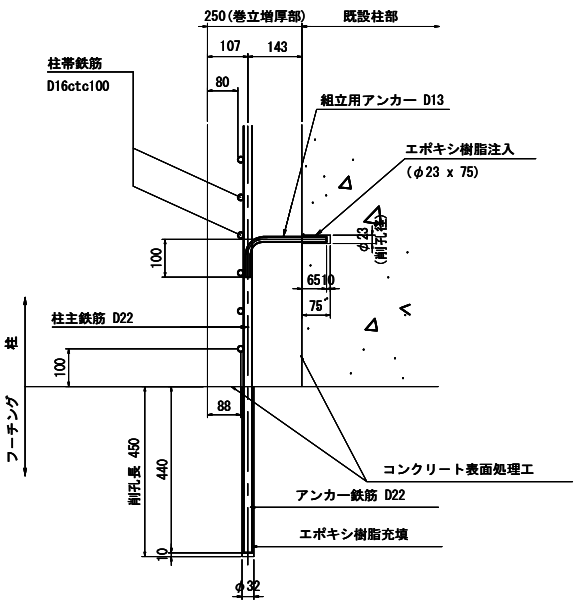 250(巻立増厚部)
既設柱部
107
143
柱帯鉄筋
D16ctc100
80
組立用アンカー D13
エポキシ樹脂注入
(φ23 x 75)
φ23
(削孔径)
100
65
10
75
柱主鉄筋 D22
柱
100
フーチング
88
削孔長 450
440
コンクリート表面処理工
アンカー鉄筋 D22
エポキシ樹脂充填
10
φ32